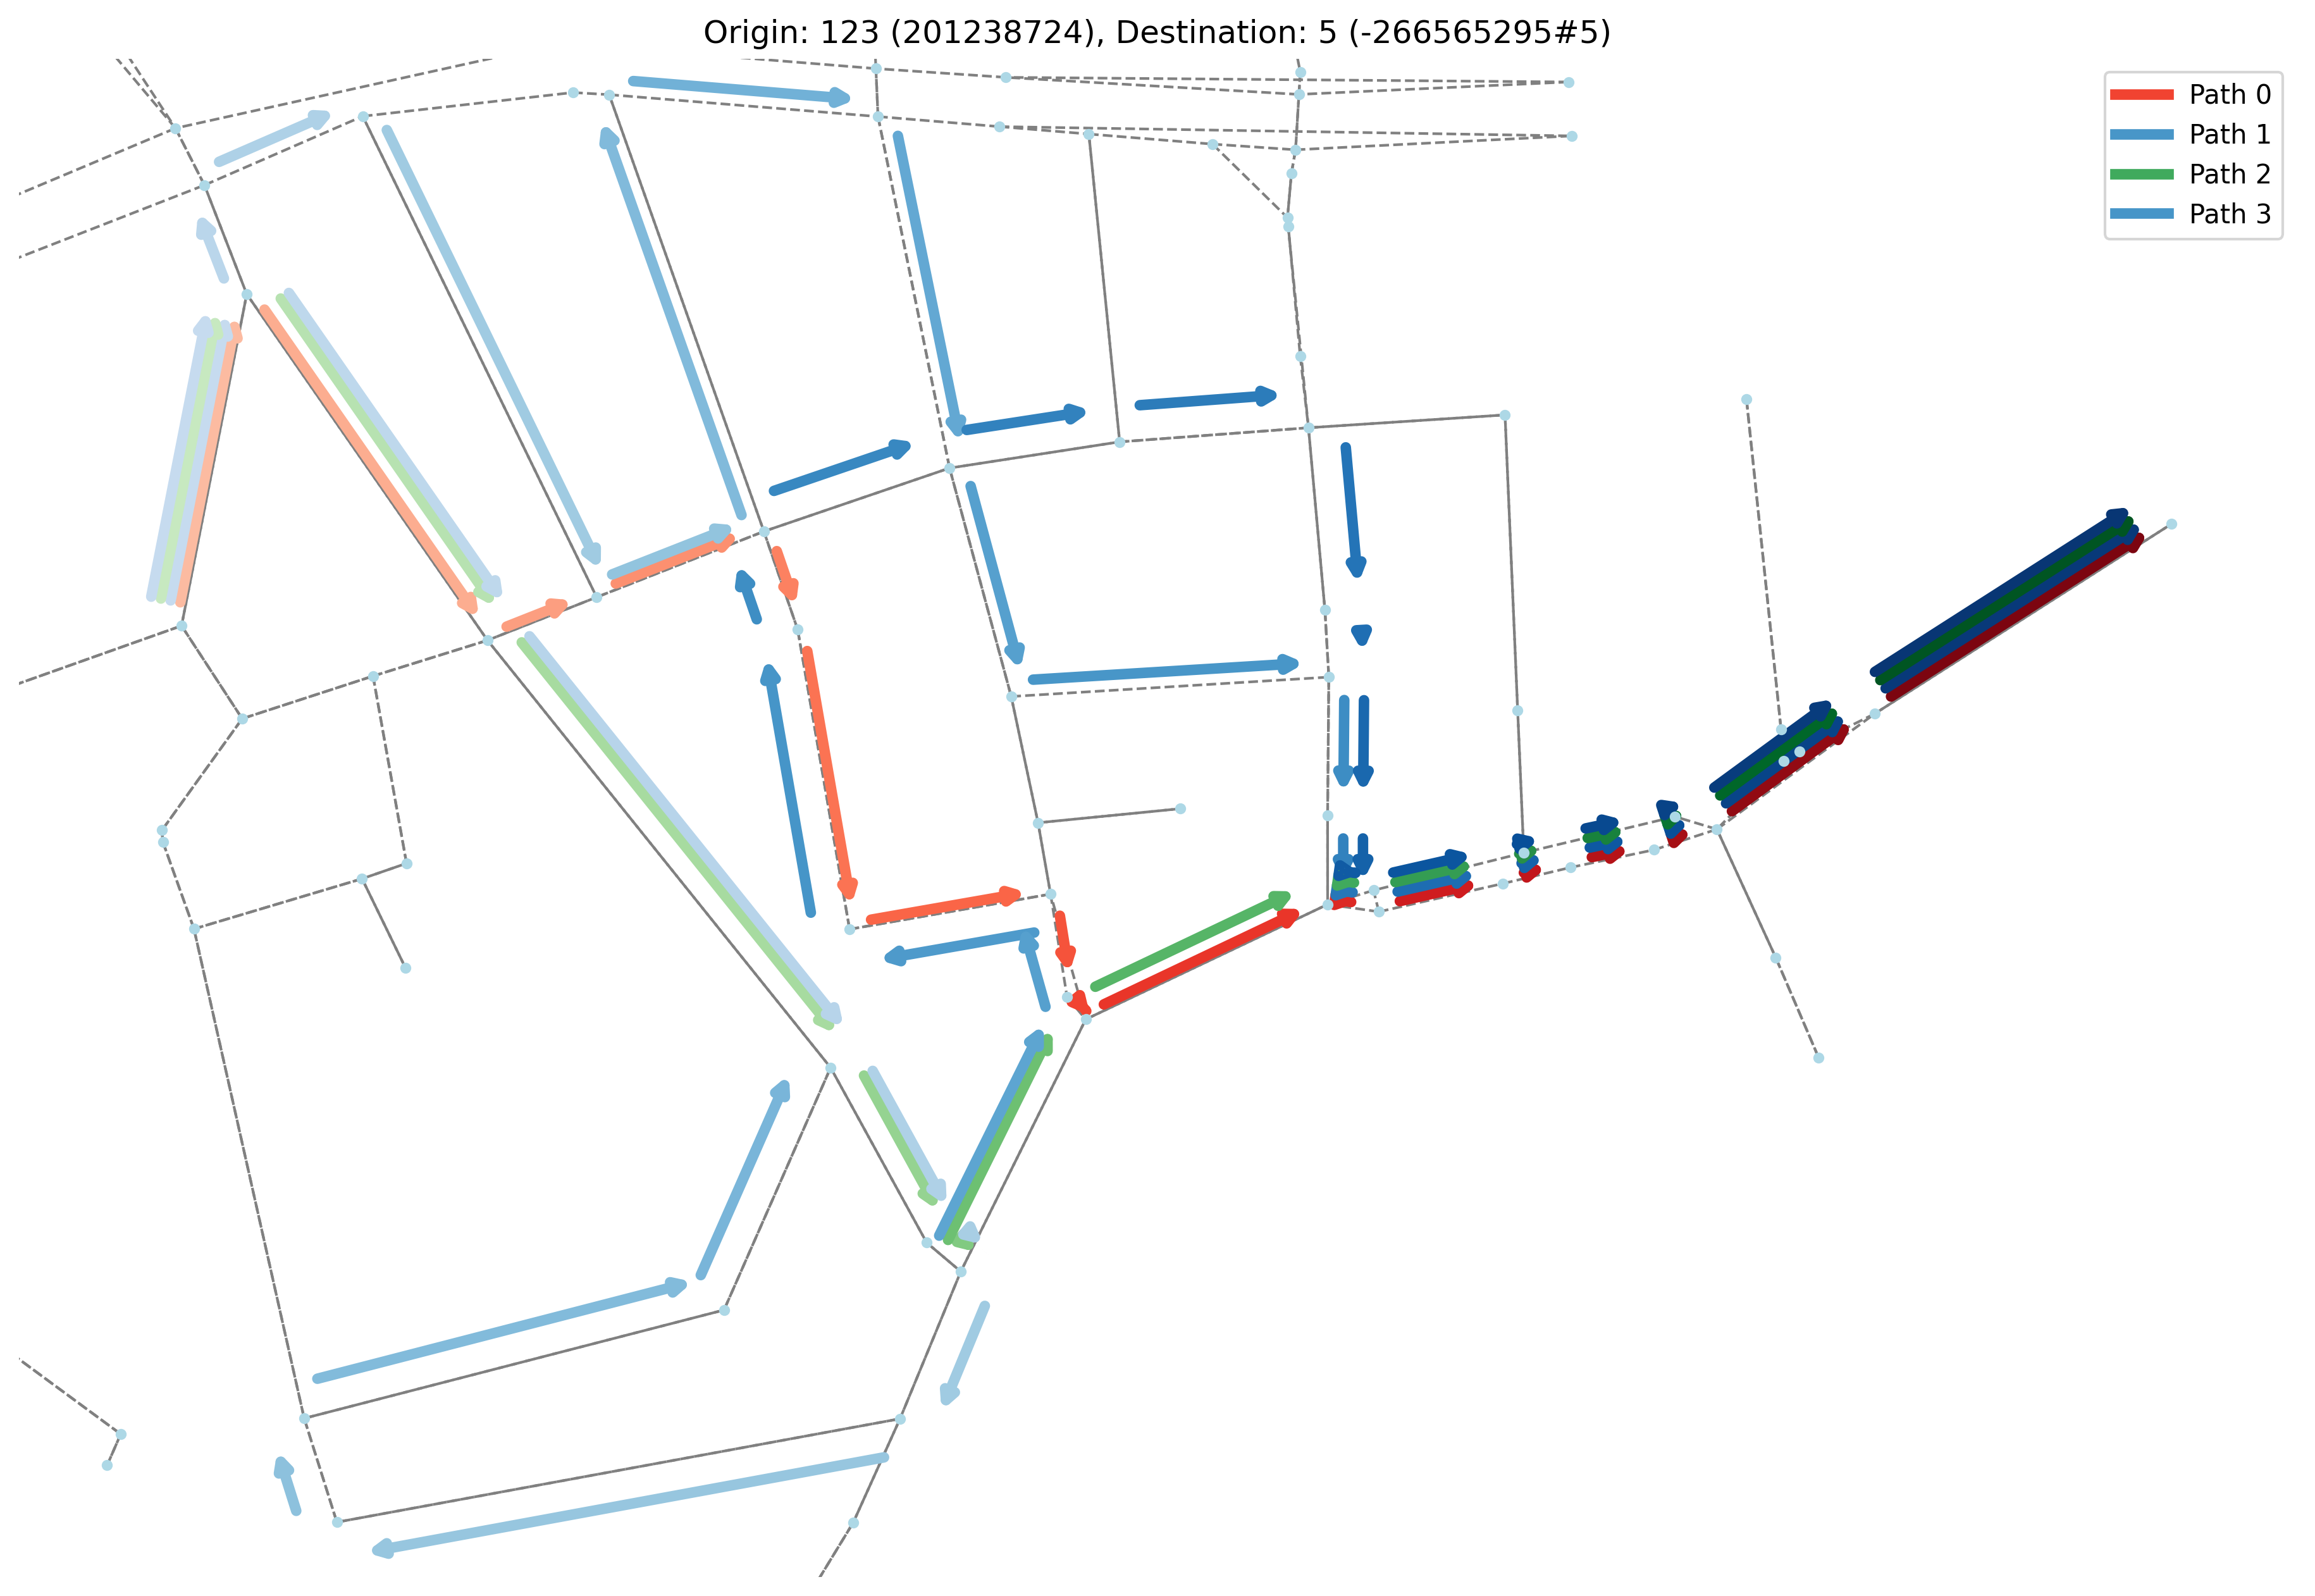 Origin: 123 (201238724), Destination: 5 (-266565295#5)
Path 0
Path 1
Path 2
Path 3